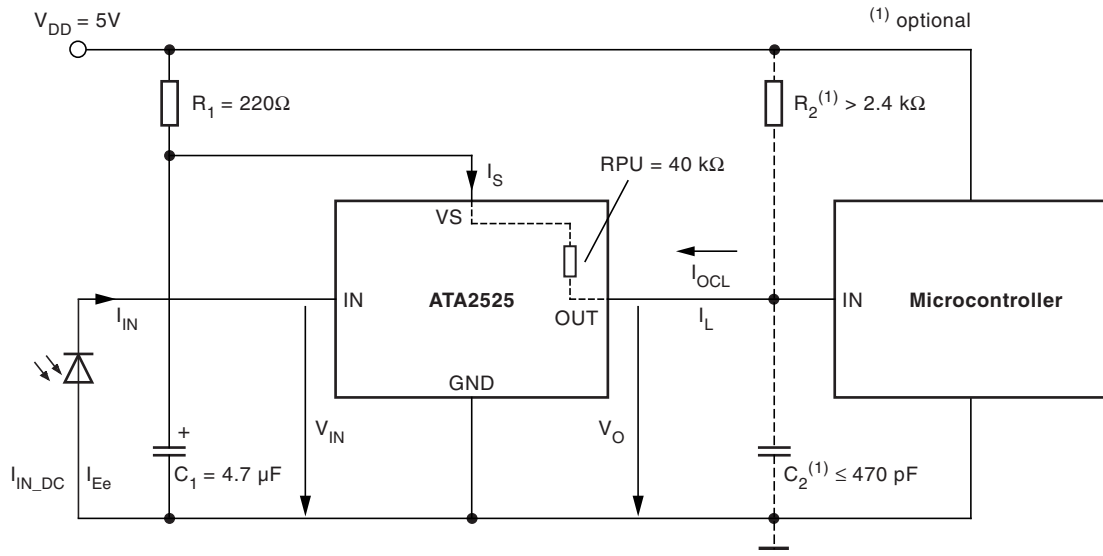 V_DD = 5V
(1) optional
R_1 = 220Ω
R_2^(1) > 2.4 kΩ
I_S
RPU = 40 kΩ
VS
I_OCL
IN
ATA2525
OUT
I_L
IN
Microcontroller
I_IN
GND
V_IN
V_O
+
I_IN_DC
I_Ee
C_1 = 4.7 µF
C_2^(1) ≤ 470 pF